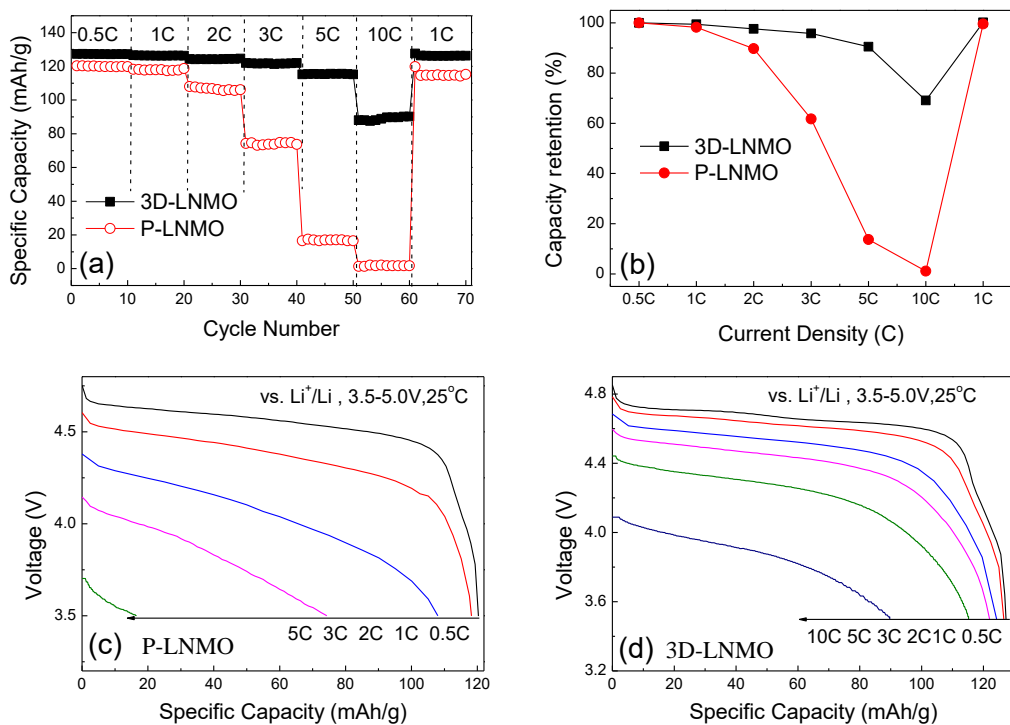 0.5C 1C 2C 3C 5C 10C 1C
140
120
100
80
60
40
20
0
3D-LNMO
P-LNMO
(a)
0 10 20 30 40 50 60 70
Cycle Number
Specific Capacity (mAh/g)
100
80
60
40
20
0
3D-LNMO
P-LNMO
(b)
0.5C 1C 2C 3C 5C 10C 1C
Current Density (C)
Capacity retention (%)
vs. Li⁺/Li , 3.5-5.0V,25°C
4.5
4.0
3.5
5C 3C 2C 1C 0.5C
(c) P-LNMO
0 20 40 60 80 100 120
Specific Capacity (mAh/g)
Voltage (V)
vs. Li⁺/Li , 3.5-5.0V,25°C
4.8
4.4
4.0
3.6
3.2
10C 5C 3C 2C 1C 0.5C
(d) 3D-LNMO
0 20 40 60 80 100 120
Specific Capacity (mAh/g)
Voltage (V)